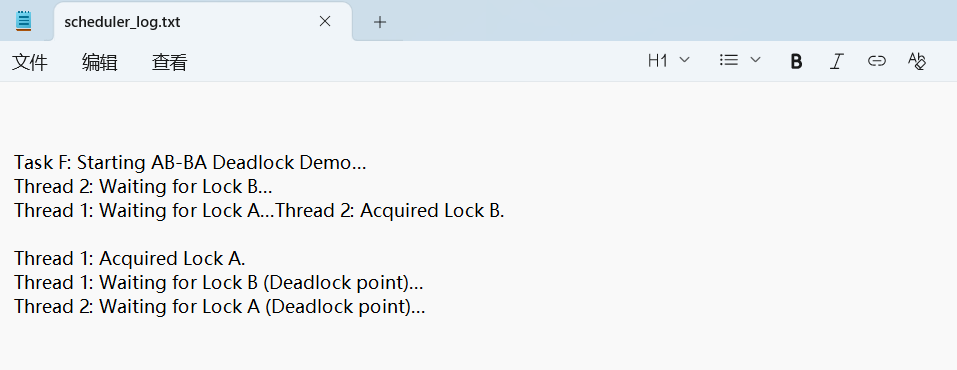 scheduler_log.txt
文件 编辑 查看 H1 B I A
Task F: Starting AB-BA Deadlock Demo...
Thread 2: Waiting for Lock B...
Thread 1: Waiting for Lock A...Thread 2: Acquired Lock B.
Thread 1: Acquired Lock A.
Thread 1: Waiting for Lock B (Deadlock point)...
Thread 2: Waiting for Lock A (Deadlock point)...